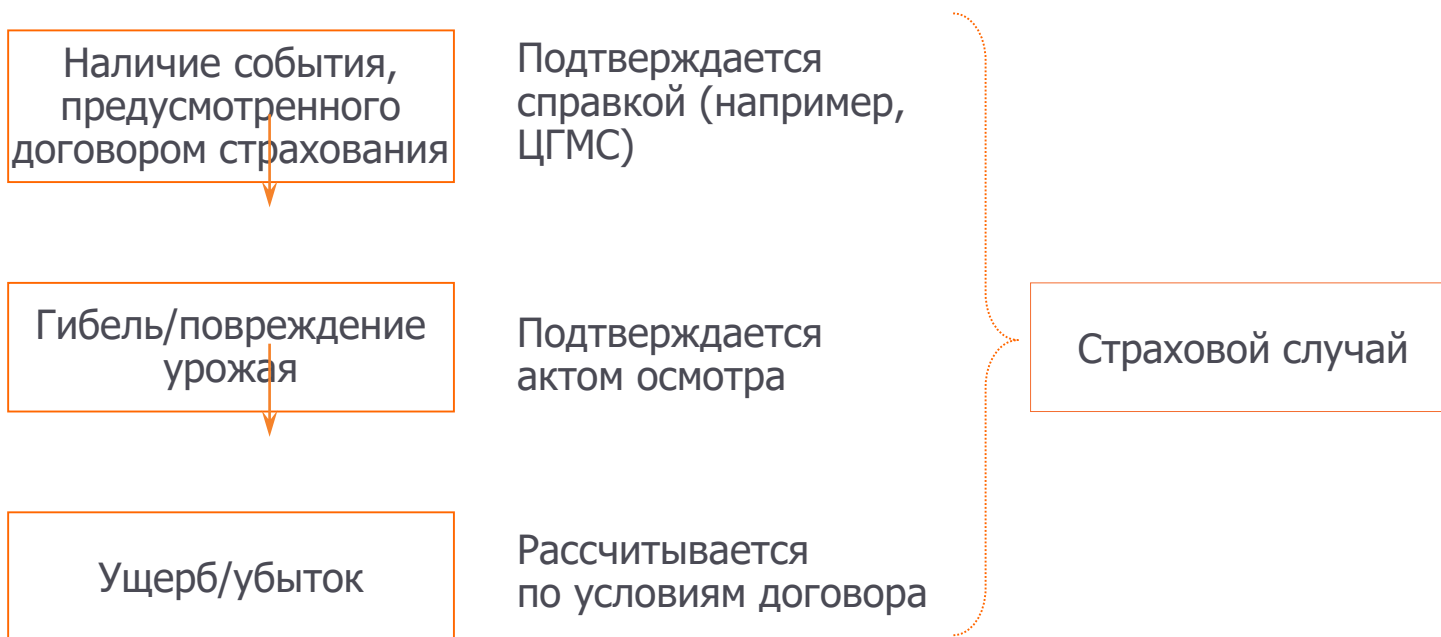 Наличие события,
предусмотренного
договором страхования
Подтверждается
справкой (например,
ЦГМС)
Гибель/повреждение
урожая
Подтверждается
актом осмотра
Страховой случай
Ущерб/убыток
Рассчитывается
по условиям договора